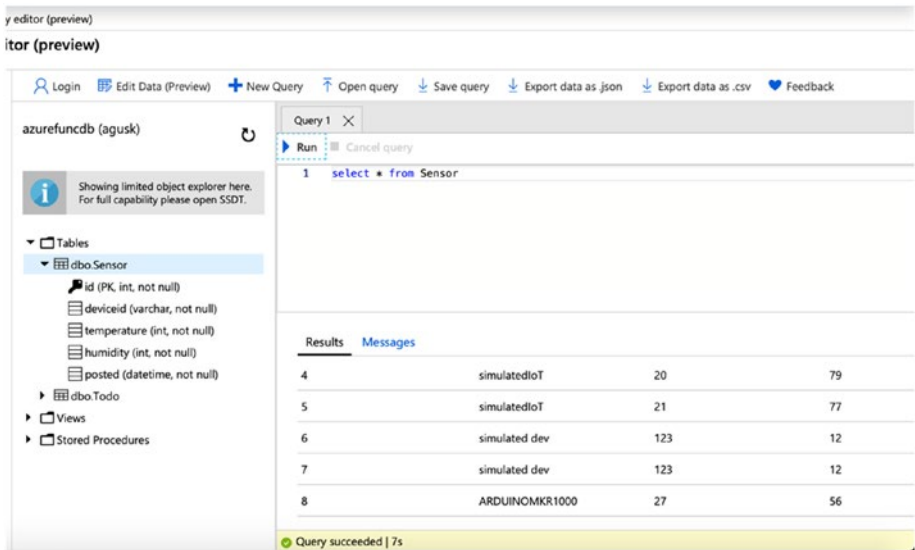 y editor (preview)
itor (preview)
Login Edit Data (Preview) New Query Open query Save query Export data as .json Export data as .csv Feedback
azurefuncdb (agusk)
Showing limited object explorer here.
For full capability please open SSDT.
Tables
dbo.Sensor
id (PK, int, not null)
deviceid (varchar, not null)
temperature (int, not null)
humidity (int, not null)
posted (datetime, not null)
dbo.Todo
Views
Stored Procedures
Query 1
Run Cancel query
1 select * from Sensor
Results Messages
4 simulatedIoT 20 79
5 simulatedIoT 21 77
6 simulated dev 123 12
7 simulated dev 123 12
8 ARDUINOMKR1000 27 56
Query succeeded | 7s